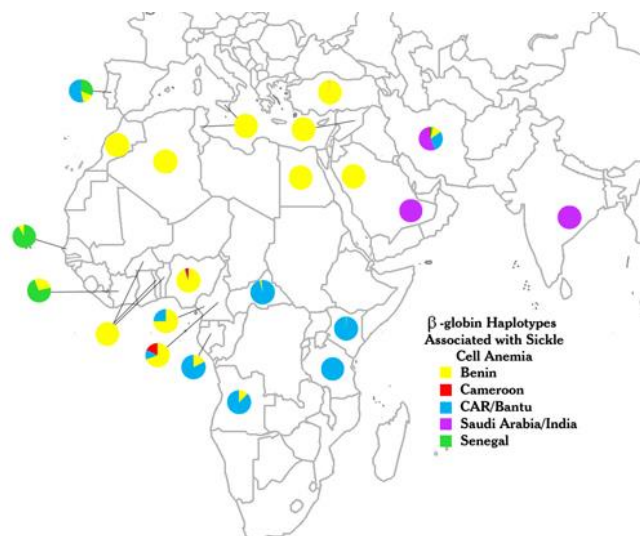 β-globin Haplotypes
Associated with Sickle
Cell Anemia
Benin
Cameroon
CAR/Bantu
Saudi Arabia/India
Senegal